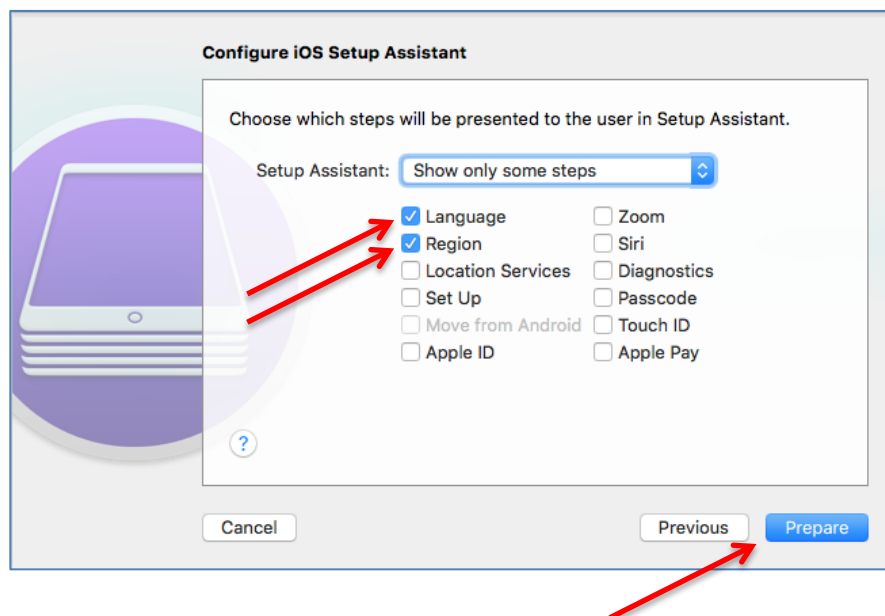 Configure iOS Setup Assistant
Choose which steps will be presented to the user in Setup Assistant.
Setup Assistant: Show only some steps
Language Zoom
Region Siri
Location Services Diagnostics
Set Up Passcode
Move from Android Touch ID
Apple ID Apple Pay
?
Cancel Previous Prepare